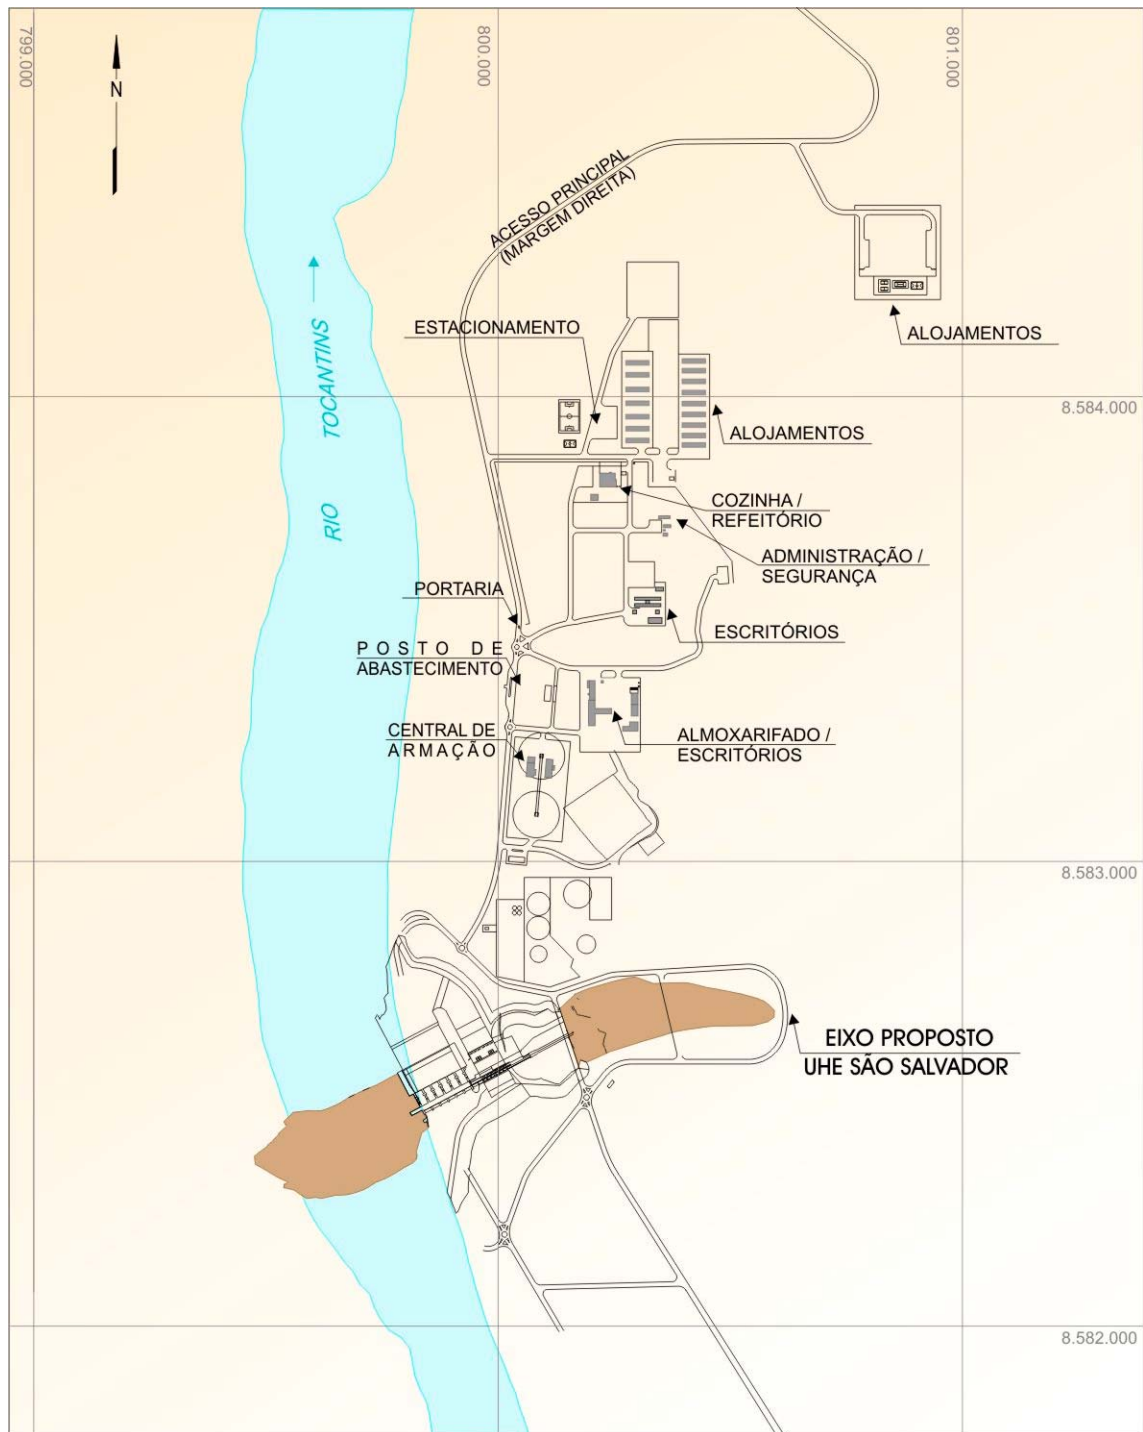 799.000
800.000
801.000
N
ACESSO PRINCIPAL
(MARGEM DIREITA)
RIO TOCANTINS
ESTACIONAMENTO
ALOJAMENTOS
8.584.000
ALOJAMENTOS
COZINHA /
REFEITÓRIO
ADMINISTRAÇÃO /
SEGURANÇA
PORTARIA
ESCRITÓRIOS
POSTO DE
ABASTECIMENTO
CENTRAL DE
ARMAÇÃO
ALMOXARIFADO /
ESCRITÓRIOS
8.583.000
EIXO PROPOSTO
UHE SÃO SALVADOR
8.582.000